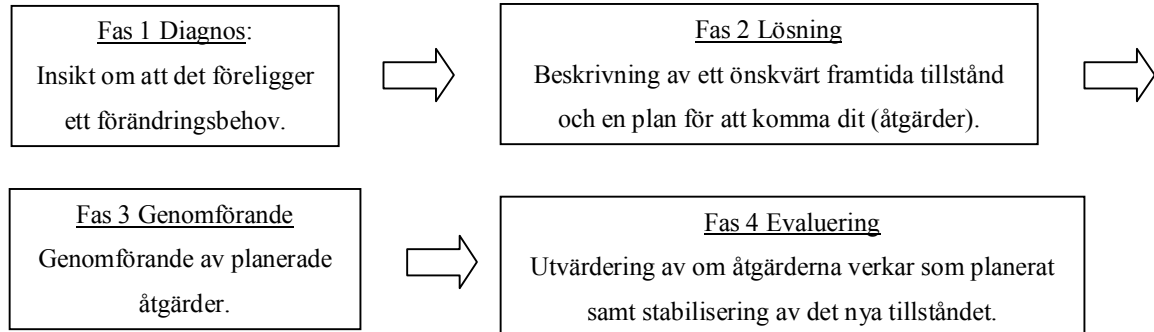 Fas 1 Diagnos:
Insikt om att det föreligger
ett förändringsbehov.
Fas 2 Lösning
Beskrivning av ett önskvärt framtida tillstånd
och en plan för att komma dit (åtgärder).
Fas 3 Genomförande
Genomförande av planerade
åtgärder.
Fas 4 Evaluering
Utvärdering av om åtgärderna verkar som planerat
samt stabilisering av det nya tillståndet.